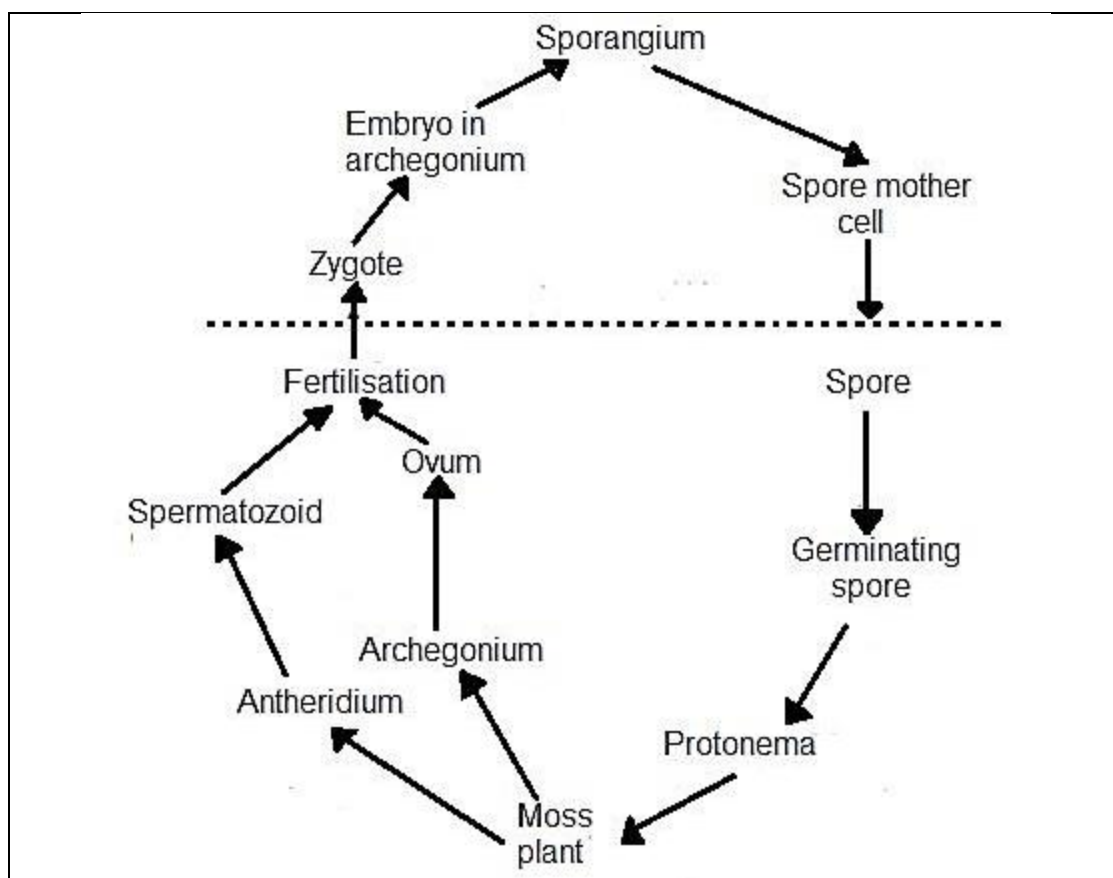 Sporangium
Embryo in
archegonium
Spore mother
cell
Zygote
Fertilisation
Spore
Ovum
Spermatozoid
Germinating
spore
Archegonium
Antheridium
Protonema
Moss
plant